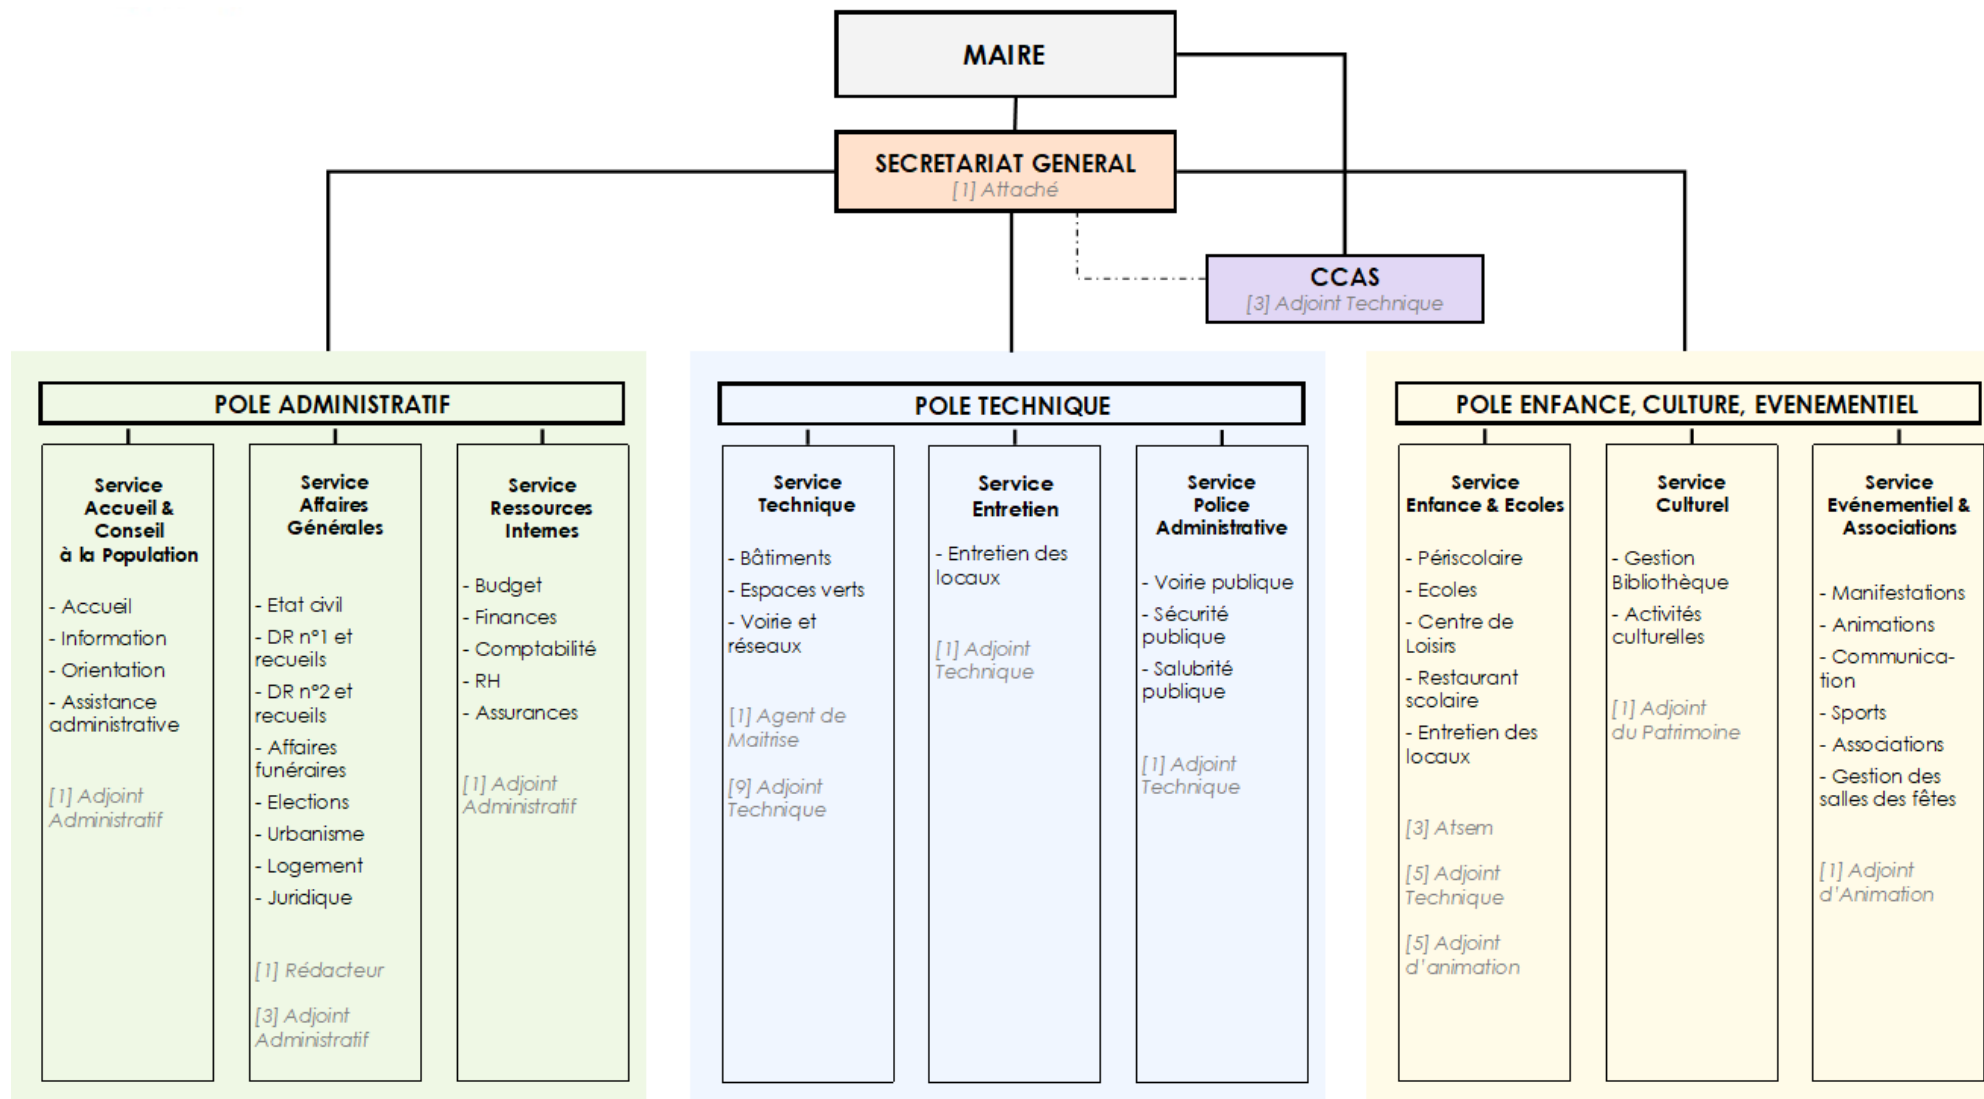 MAIRE
SECRETARIAT GENERAL
[1] Attaché
CCAS
[3] Adjoint Technique
POLE ADMINISTRATIF
Service
Accueil &
Conseil
à la Population
- Accueil
- Information
- Orientation
- Assistance
administrative
[1] Adjoint
Administratif
Service
Affaires
Générales
- Etat civil
- DR n°1 et
recueils
- DR n°2 et
recueils
- Affaires
funéraires
- Elections
- Urbanisme
- Logement
- Juridique
[1] Rédacteur
[3] Adjoint
Administratif
Service
Ressources
Internes
- Budget
- Finances
- Comptabilité
- RH
- Assurances
[1] Adjoint
Administratif
POLE TECHNIQUE
Service
Technique
- Bâtiments
- Espaces verts
- Voirie et
réseaux
[1] Agent de
Maitrise
[9] Adjoint
Technique
Service
Entretien
- Entretien des
locaux
[1] Adjoint
Technique
Service
Police
Administrative
- Voirie publique
- Sécurité
publique
- Salubrité
publique
[1] Adjoint
Technique
POLE ENFANCE, CULTURE, EVENEMENTIEL
Service
Enfance & Ecoles
- Périscolaire
- Ecoles
- Centre de
Loisirs
- Restaurant
scolaire
- Entretien des
locaux
[3] Atsem
[5] Adjoint
Technique
[5] Adjoint
d'animation
Service
Culturel
- Gestion
Bibliothèque
- Activités
culturelles
[1] Adjoint
du Patrimoine
Service
Evénementiel &
Associations
- Manifestations
- Animations
- Communica-
tion
- Sports
- Associations
- Gestion des
salles des fêtes
[1] Adjoint
d'Animation